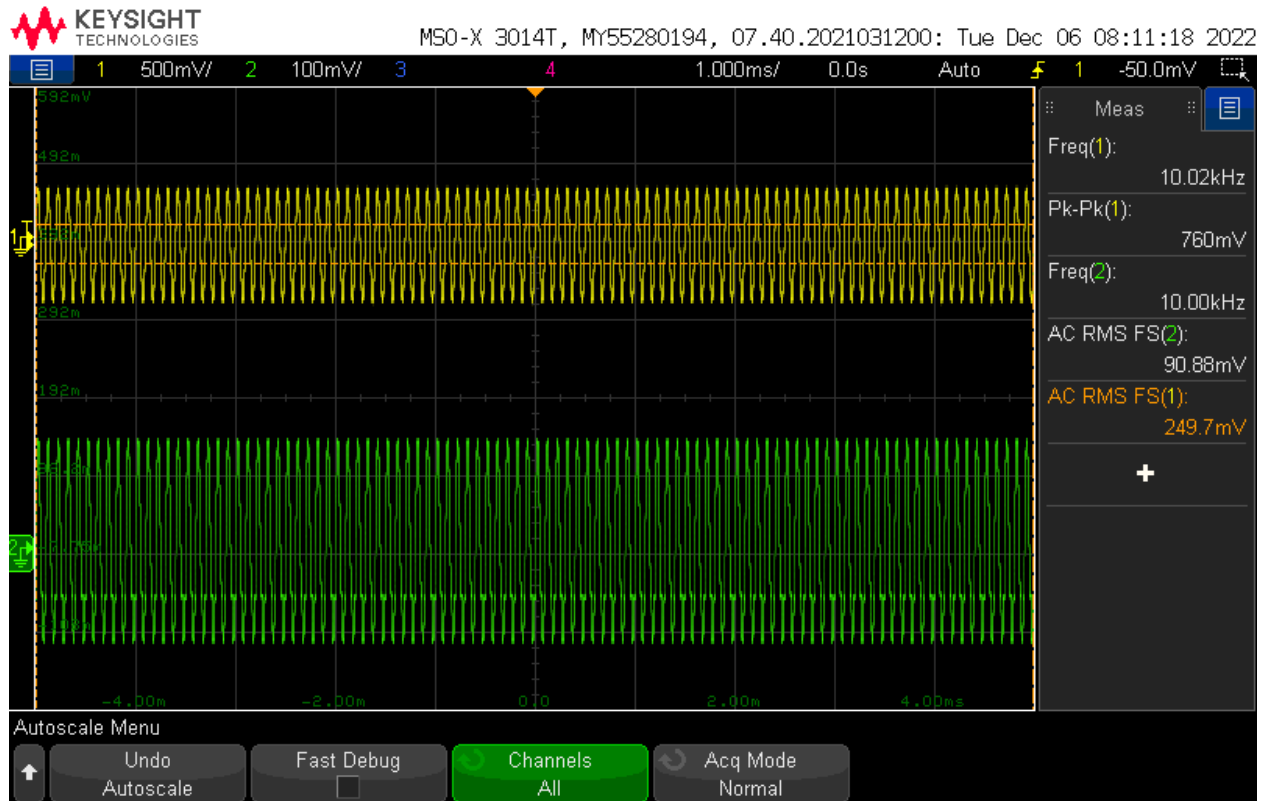 KEYSIGHT
TECHNOLOGIES
MSO-X 3014T, MY55280194, 07.40.2021031200: Tue Dec 06 08:11:18 2022
1 500mV/ 2 100mV/ 3 4 1.000ms/ 0.0s Auto 1 -50.0mV
592mV
Meas
Freq(1):
492m
10.02kHz
Pk-Pk(1):
1
760mV
Freq(2):
10.00kHz
292m
AC RMS FS(2):
90.88mV
192m
AC RMS FS(1):
249.7mV
2
-4.00m -2.00m 0.0 2.00m 4.00ms
Autoscale Menu
Undo
Autoscale
Fast Debug
Channels
All
Acq Mode
Normal